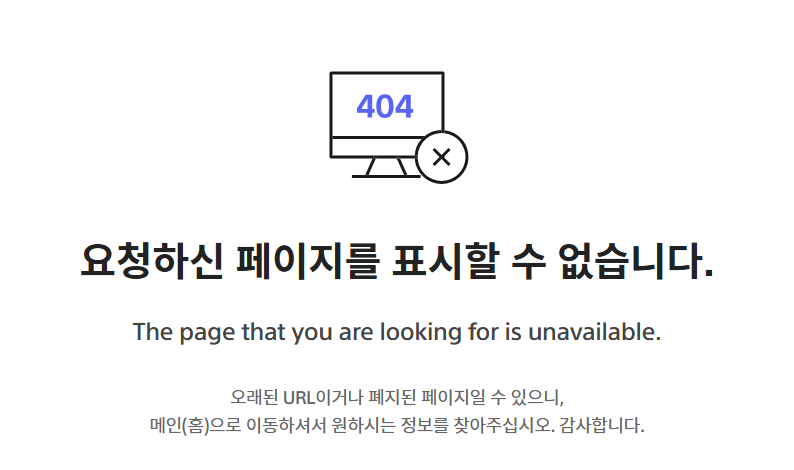 404
요청하신 페이지를 표시할 수 없습니다.
The page that you are looking for is unavailable.
오래된 URL이거나 폐지된 페이지일 수 있으니,
메인(홈)으로 이동하셔서 원하시는 정보를 찾아주십시오. 감사합니다.